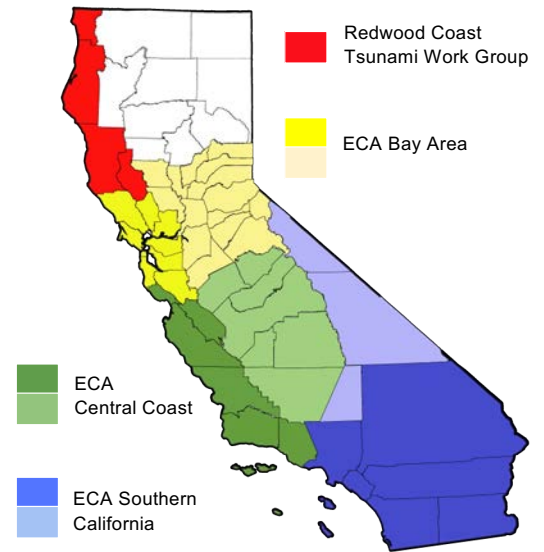 Redwood Coast
Tsunami Work Group
ECA Bay Area
ECA
Central Coast
ECA Southern
California